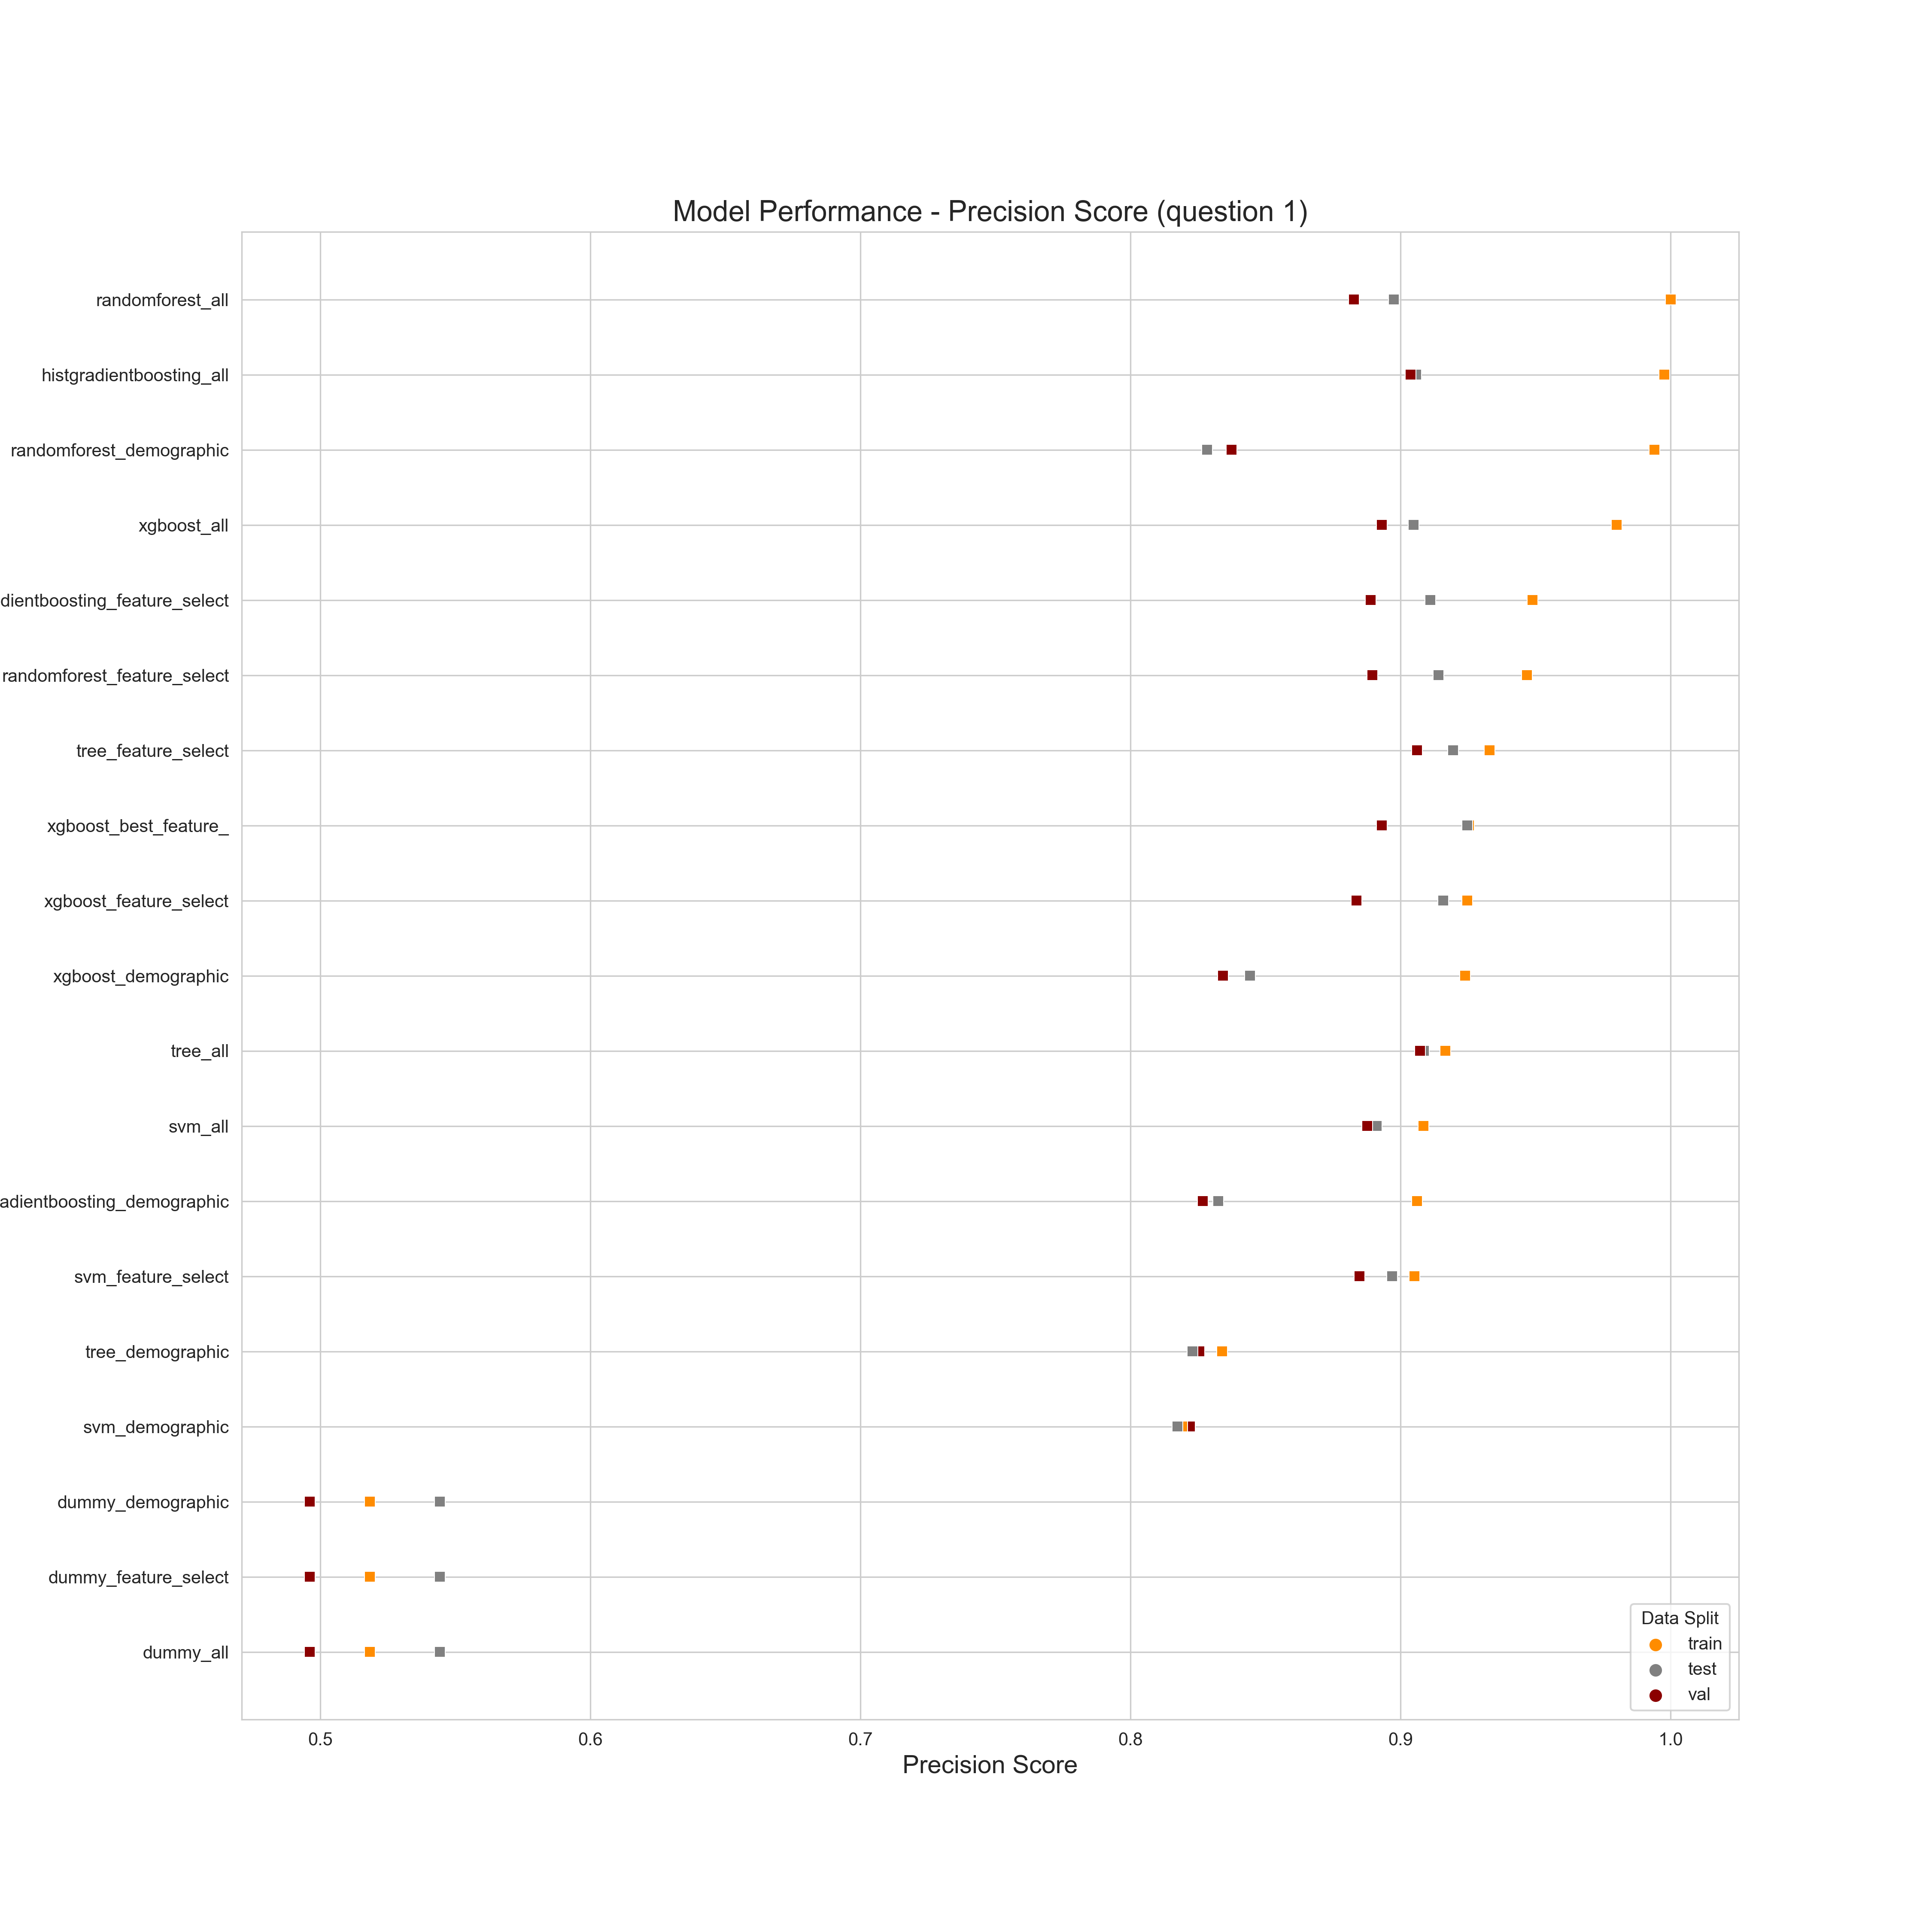 Model Performance - Precision Score (question 1)
randomforest_all
histgradientboosting_all
randomforest_demographic
xgboost_all
dientboosting_feature_select
randomforest_feature_select
tree_feature_select
xgboost_best_feature_
xgboost_feature_select
xgboost_demographic
tree_all
svm_all
adientboosting_demographic
svm_feature_select
tree_demographic
svm_demographic
dummy_demographic
dummy_feature_select
dummy_all
Data Split
train
test
val
0.5 0.6 0.7 0.8 0.9 1.0
Precision Score